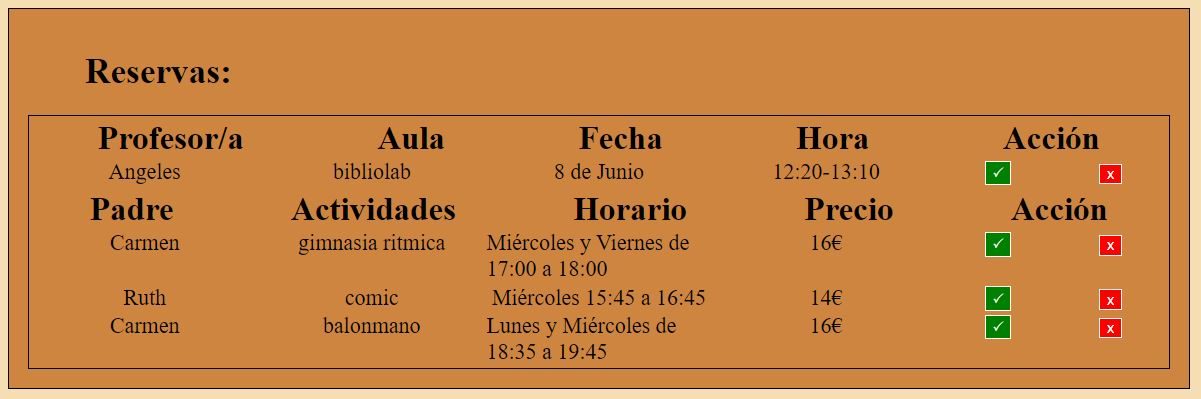 Reservas:
Profesor/a Aula Fecha Hora Acción
Angeles bibliolab 8 de Junio 12:20-13:10 ✓ x
Padre Actividades Horario Precio Acción
Carmen gimnasia ritmica Miércoles y Viernes de 16€ ✓ x
17:00 a 18:00
Ruth comic Miércoles 15:45 a 16:45 14€ ✓ x
Carmen balonmano Lunes y Miércoles de 16€ ✓ x
18:35 a 19:45